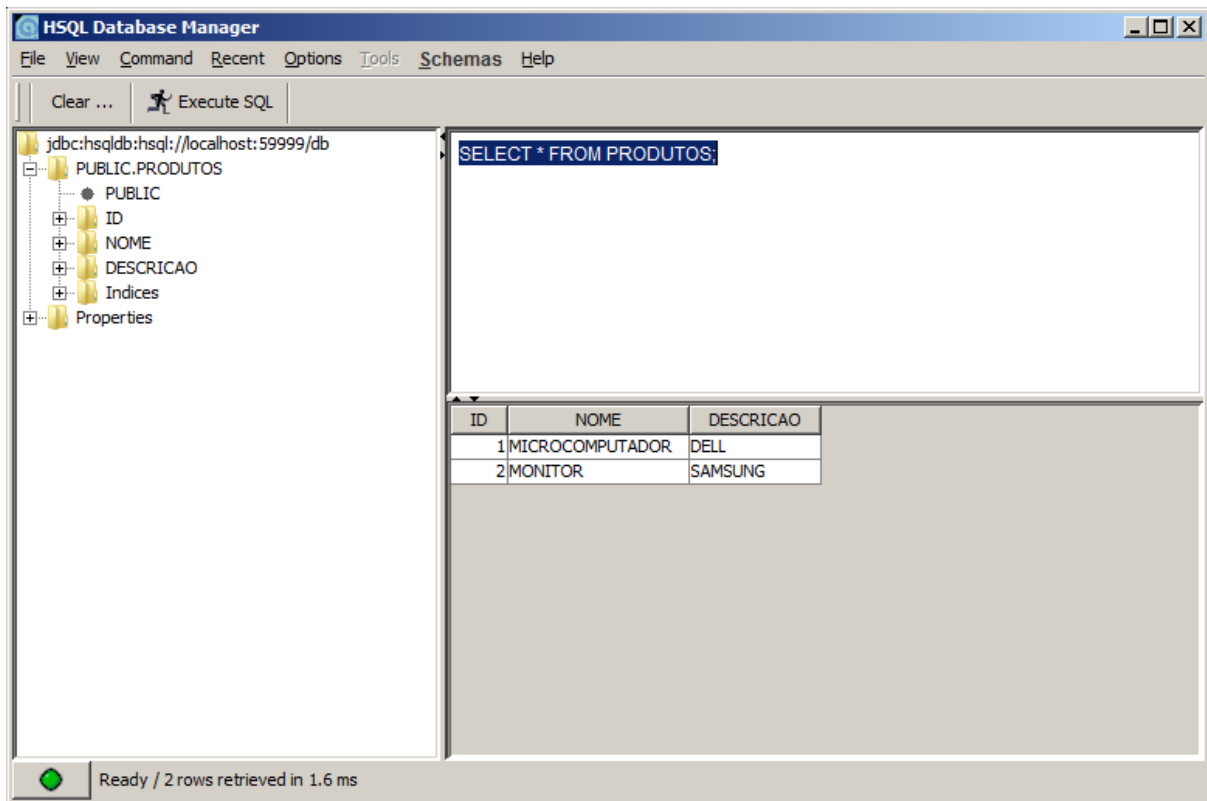 HSQL Database Manager
File View Command Recent Options Tools Schemas Help
Clear ... Execute SQL
jdbc:hsqldb:hsql://localhost:59999/db
PUBLIC.PRODUTOS
PUBLIC
ID
NOME
DESCRICAO
Indices
Properties
SELECT * FROM PRODUTOS;
ID NOME DESCRICAO
1 MICROCOMPUTADOR DELL
2 MONITOR SAMSUNG
Ready / 2 rows retrieved in 1.6 ms